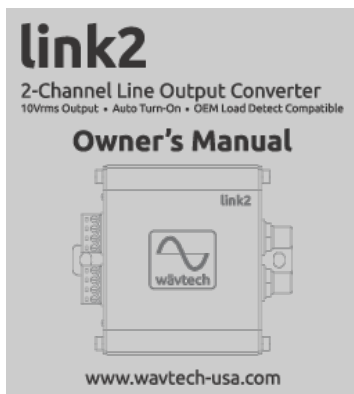 link2
2-Channel Line Output Converter
10Vrms Output • Auto Turn-On • OEM Load Detect Compatible
Owner's Manual
link2
wävtech
www.wavtech-usa.com